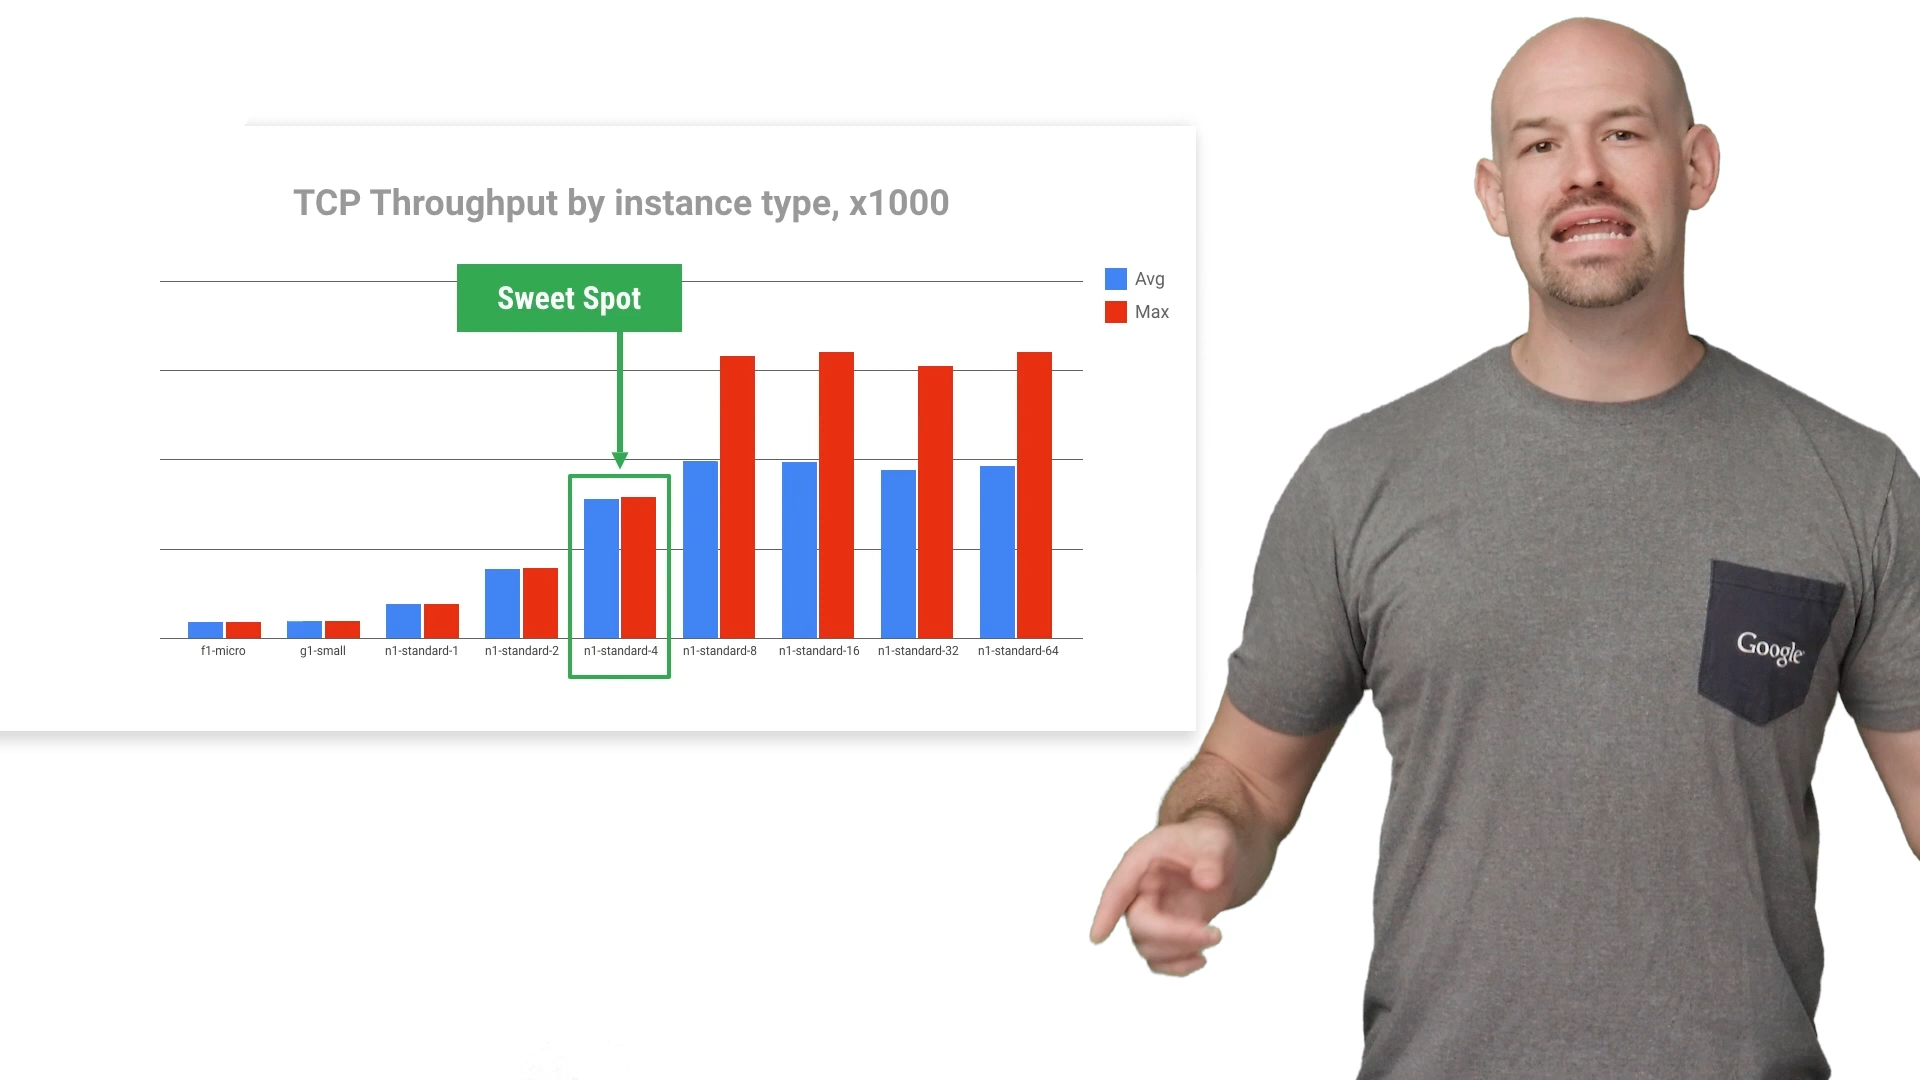 TCP Throughput by instance type, x1000
Sweet Spot
Avg
Max
f1-micro
g1-small
n1-standard-1
n1-standard-2
n1-standard-4
n1-standard-8
n1-standard-16
n1-standard-32
n1-standard-64
Google